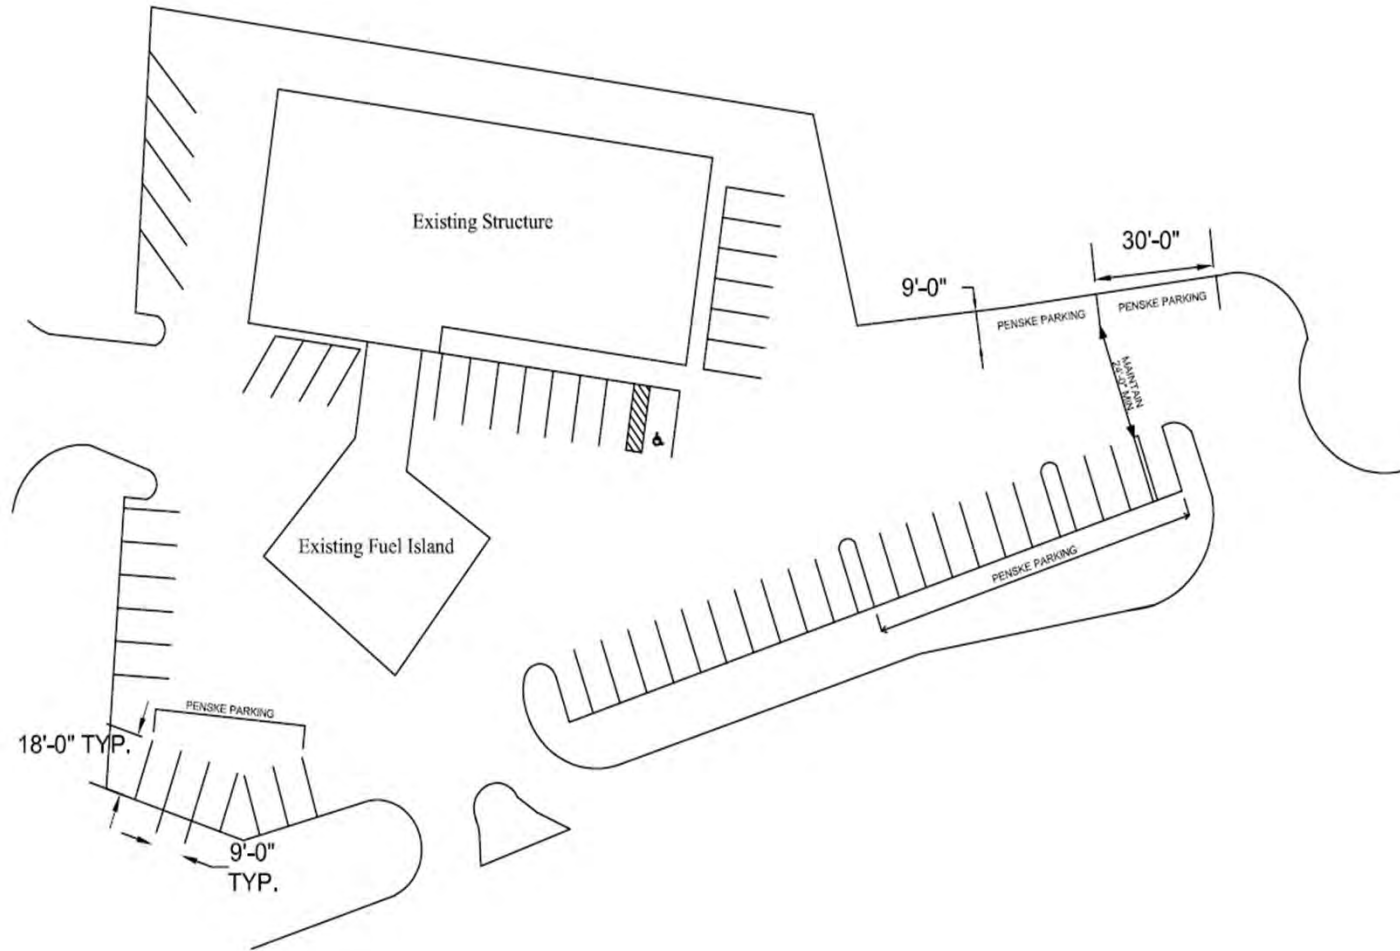 Existing Structure
30'-0"
9'-0"
PENSKE PARKING
PENSKE PARKING
MAINTAIN
24'-0" MIN
Existing Fuel Island
PENSKE PARKING
PENSKE PARKING
18'-0" TYP.
9'-0"
TYP.